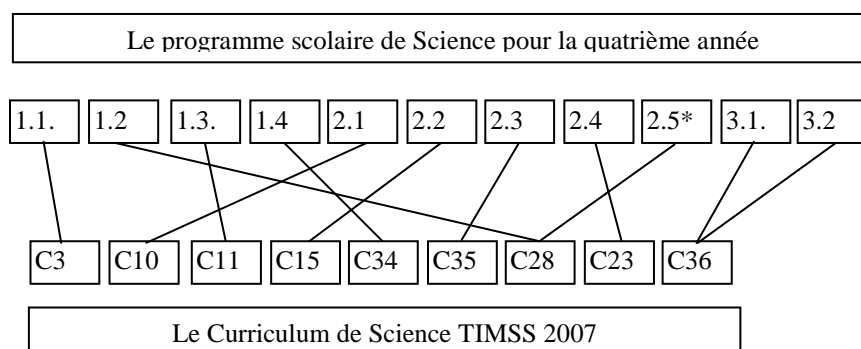 Le programme scolaire de Science pour la quatrième année
1.1. 1.2 1.3. 1.4 2.1 2.2 2.3 2.4 2.5* 3.1. 3.2
C3 C10 C11 C15 C34 C35 C28 C23 C36
Le Curriculum de Science TIMSS 2007